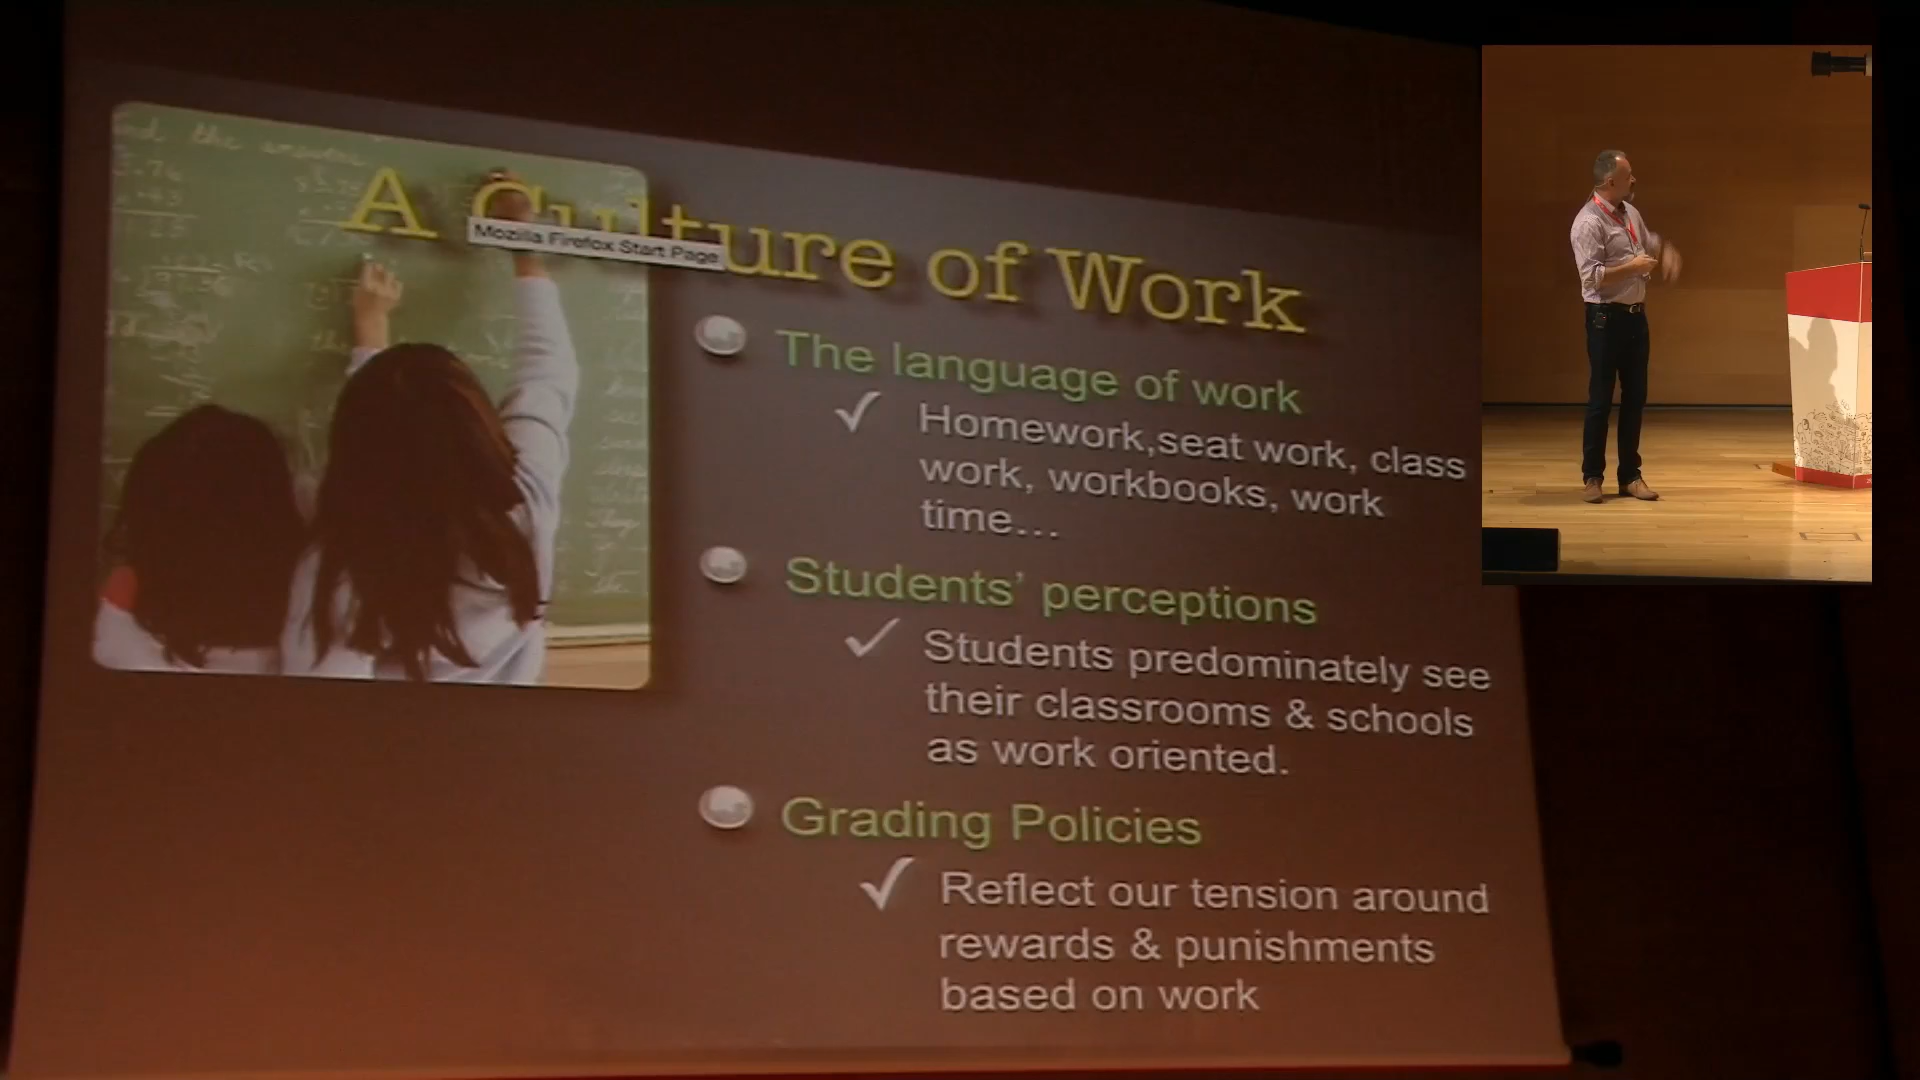 A Culture of Work
Mozilla Firefox Start Page
The language of work
Homework,seat work, class
work, workbooks, work
time...
Students' perceptions
Students predominately see
their classrooms & schools
as work oriented.
Grading Policies
Reflect our tension around
rewards & punishments
based on work